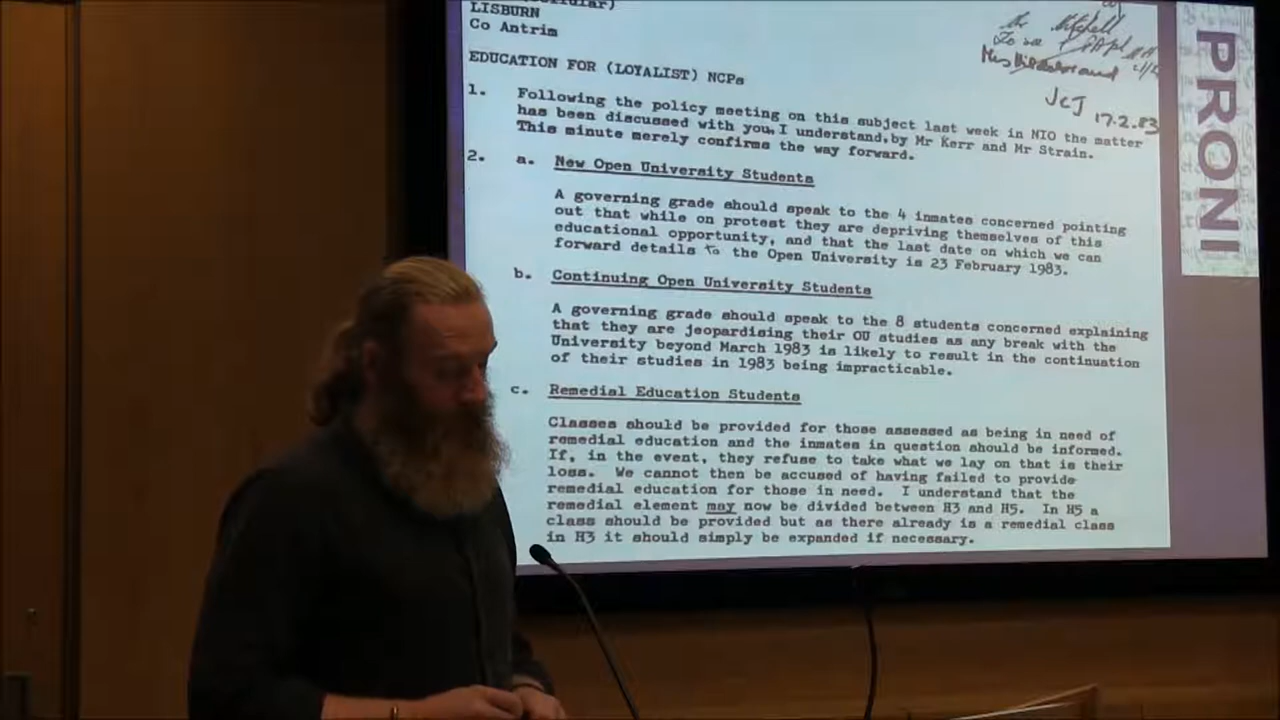 LISBURN
Co Antrim
Mr Mitchell
To see
JCJ 17.2.83
EDUCATION FOR (LOYALIST) NCPs
1. Following the policy meeting on this subject last week in NIO the matter
has been discussed with you, I understand, by Mr Kerr and Mr Strain.
This minute merely confirms the way forward.
2. a. New Open University Students
A governing grade should speak to the 4 inmates concerned pointing
out that while on protest they are depriving themselves of this
educational opportunity, and that the last date on which we can
forward details to the Open University is 23 February 1983.
b. Continuing Open University Students
A governing grade should speak to the 8 students concerned explaining
that they are jeopardising their OU studies as any break with the
University beyond March 1983 is likely to result in the continuation
of their studies in 1983 being impracticable.
c. Remedial Education Students
Classes should be provided for those assessed as being in need of
remedial education and the inmates in question should be informed.
If, in the event, they refuse to take what we lay on that is their
loss. We cannot then be accused of having failed to provide
remedial education for those in need. I understand that the
remedial element may now be divided between H3 and H5. In H5 a
class should be provided but as there already is a remedial class
in H3 it should simply be expanded if necessary.
PRONI